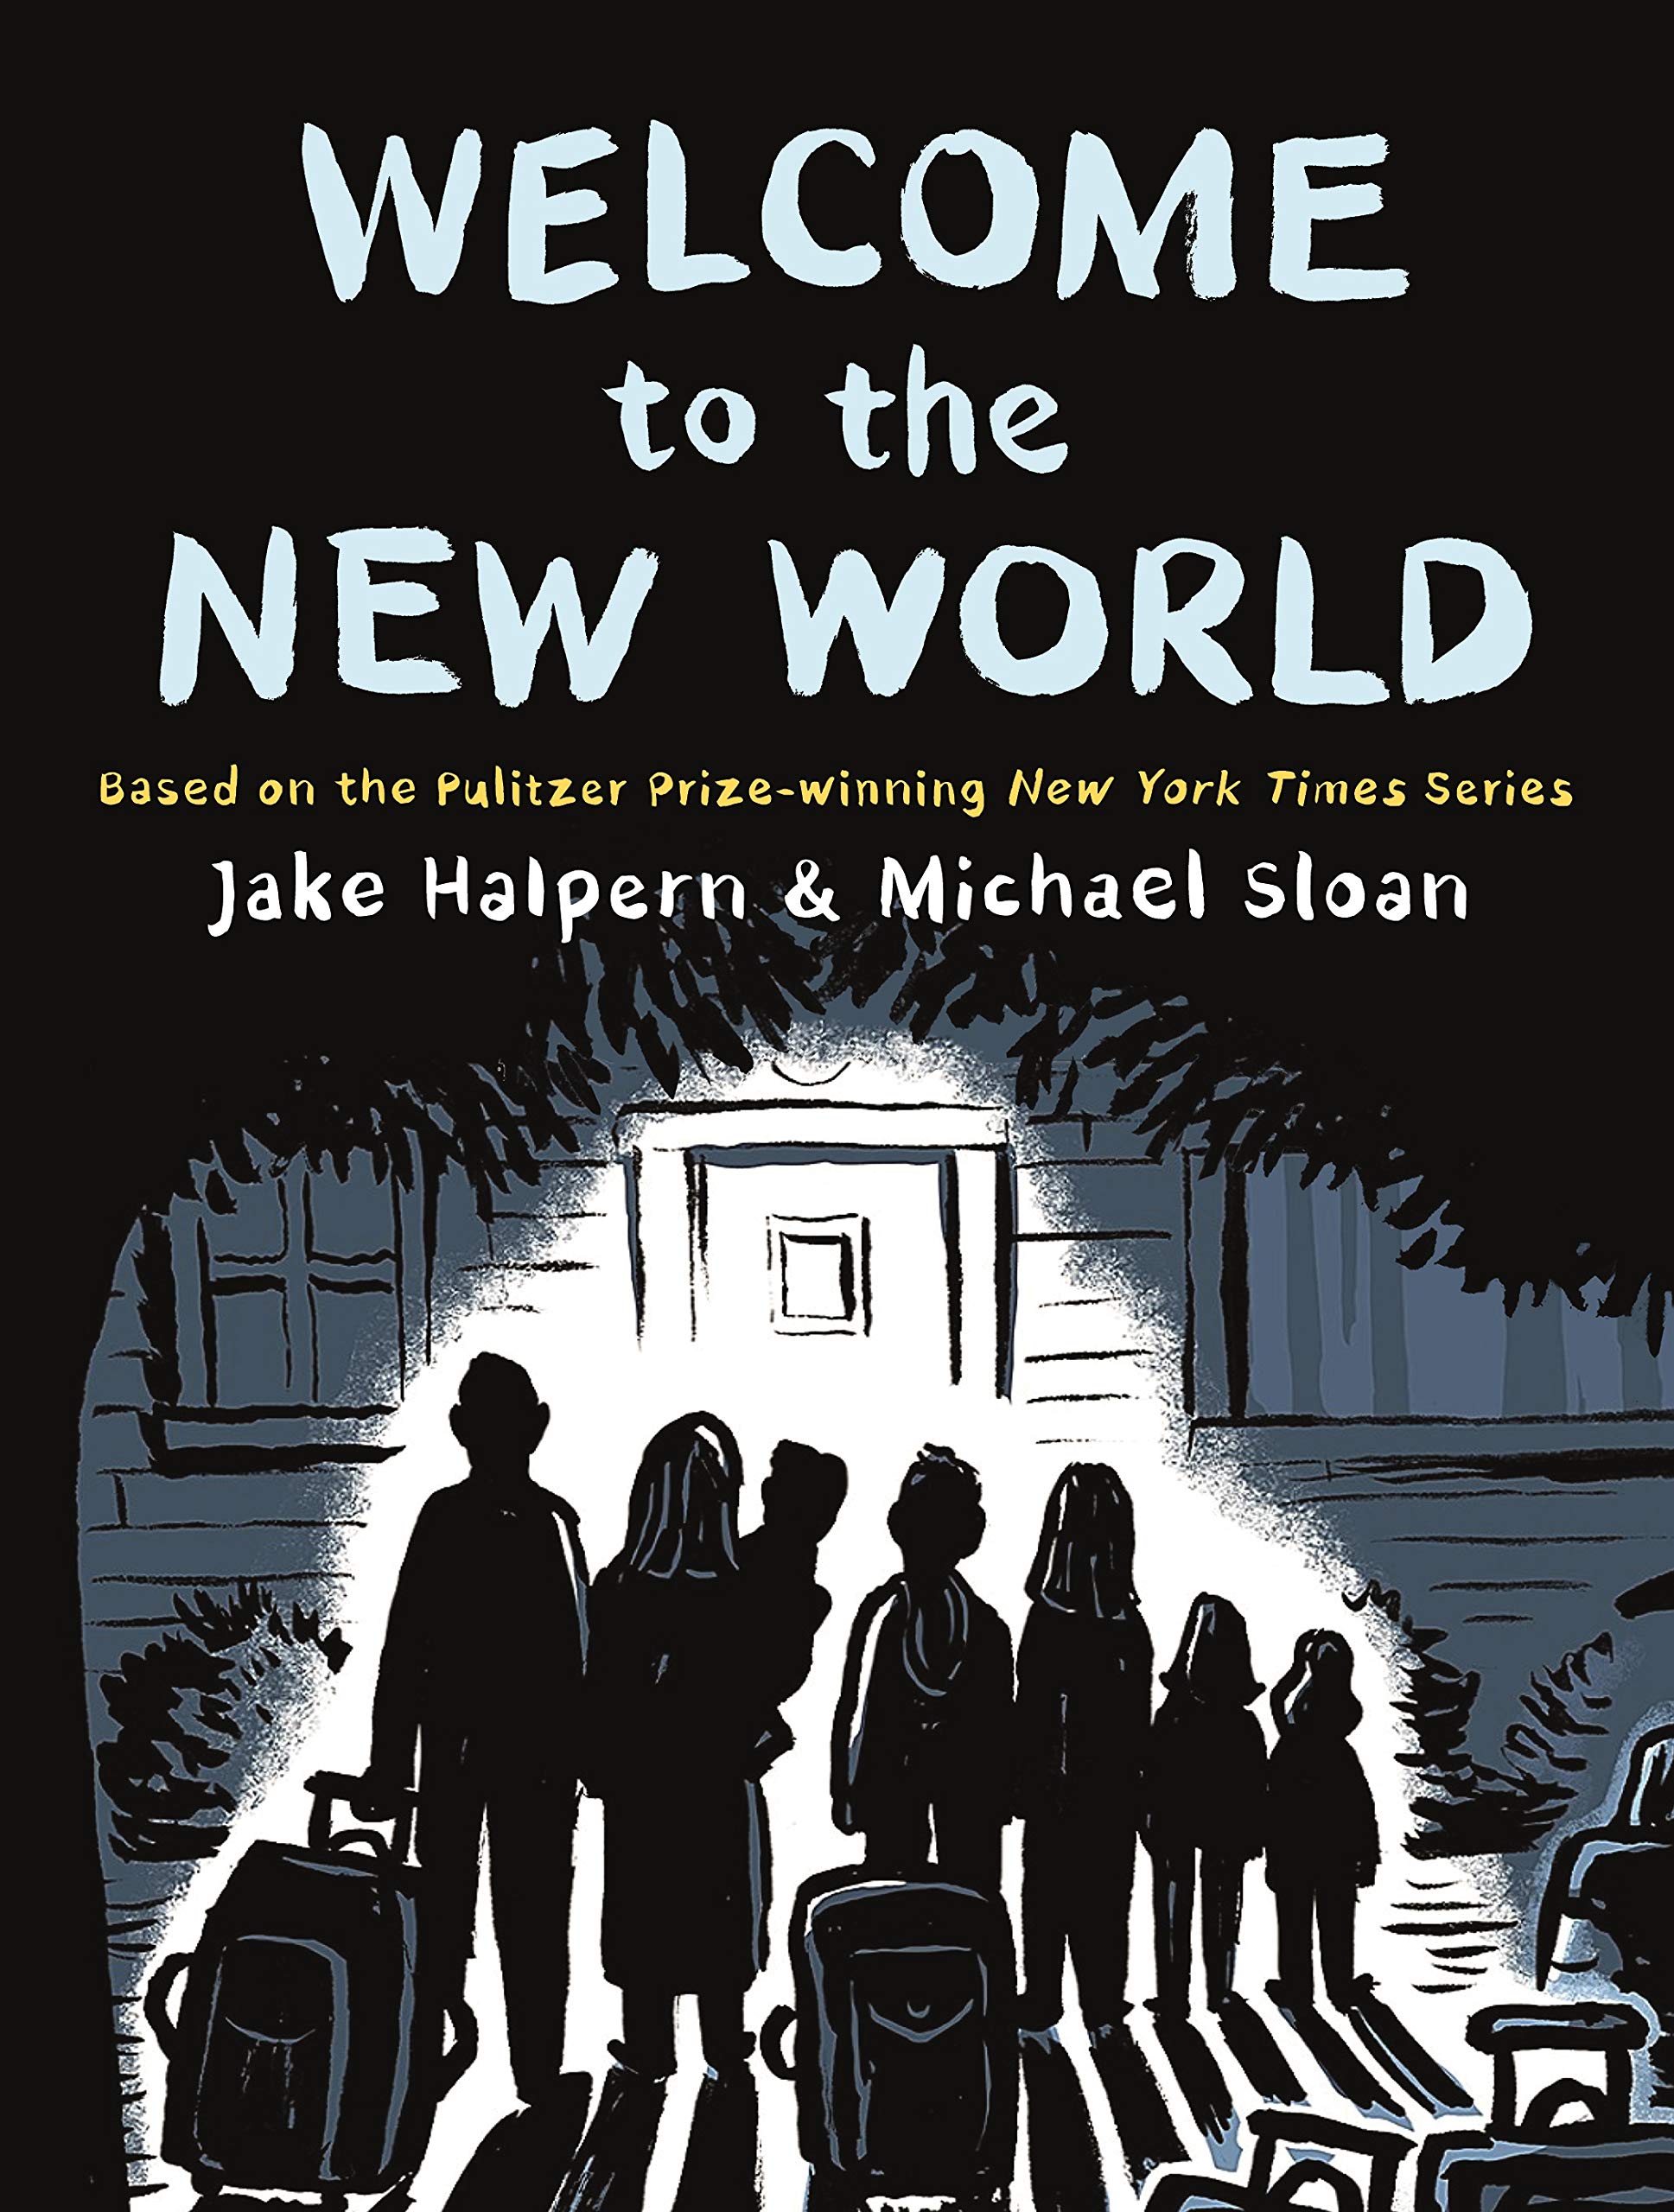 WELCOME
to the
NEW WORLD
Based on the Pulitzer Prize-winning New York Times Series
Jake Halpern & Michael Sloan